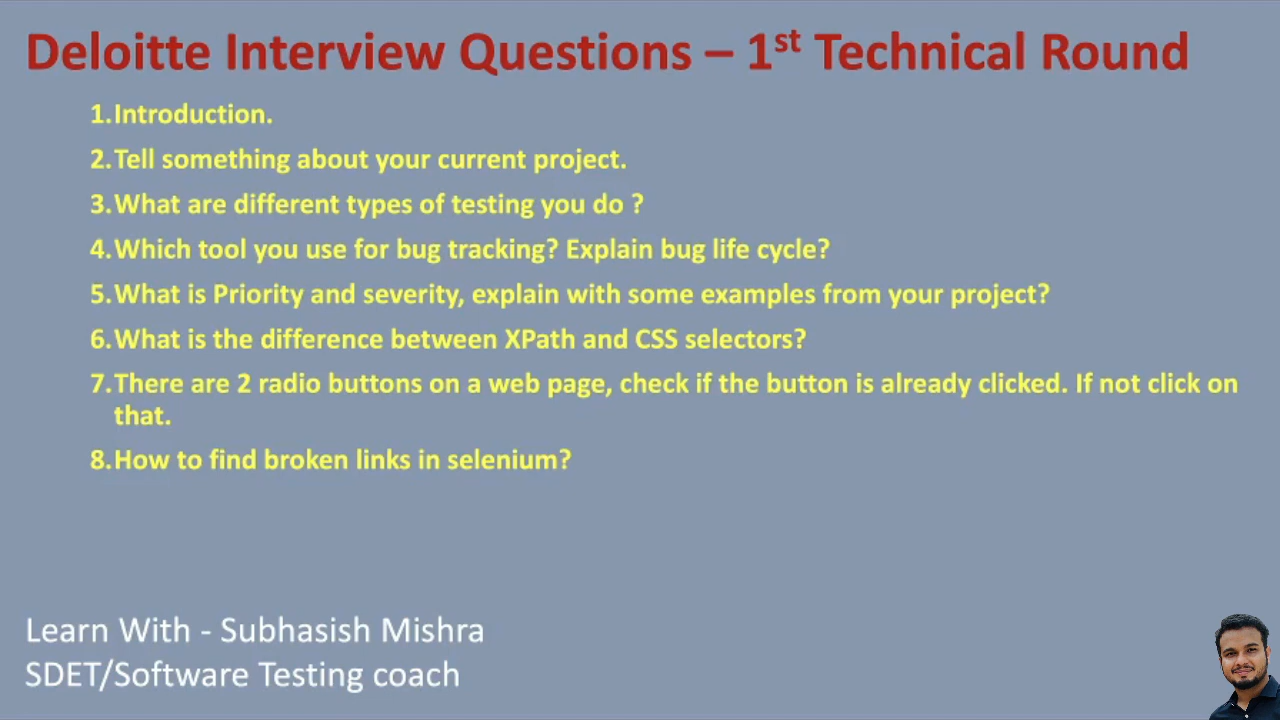 Deloitte Interview Questions – 1st Technical Round
1.Introduction.
2.Tell something about your current project.
3.What are different types of testing you do ?
4.Which tool you use for bug tracking? Explain bug life cycle?
5.What is Priority and severity, explain with some examples from your project?
6.What is the difference between XPath and CSS selectors?
7.There are 2 radio buttons on a web page, check if the button is already clicked. If not click on
that.
8.How to find broken links in selenium?
Learn With - Subhasish Mishra
SDET/Software Testing coach